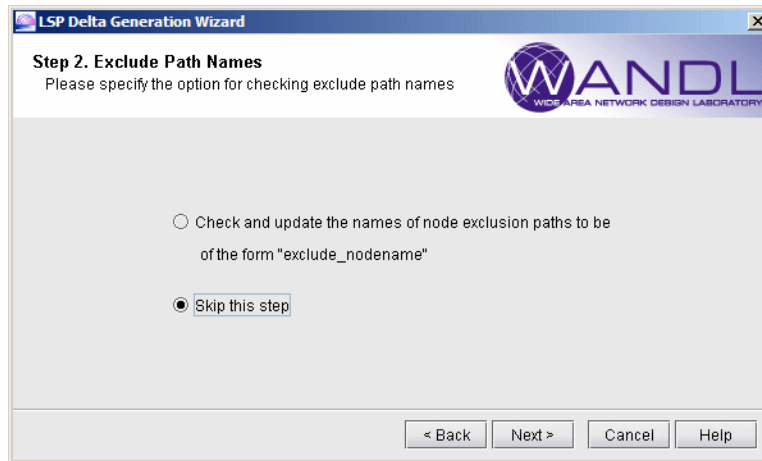 LSP Delta Generation Wizard
Step 2. Exclude Path Names
Please specify the option for checking exclude path names
WANDL
WIDE AREA NETWORK DESIGN LABORATORY
Check and update the names of node exclusion paths to be
of the form "exclude_nodename"
Skip this step
< Back Next > Cancel Help